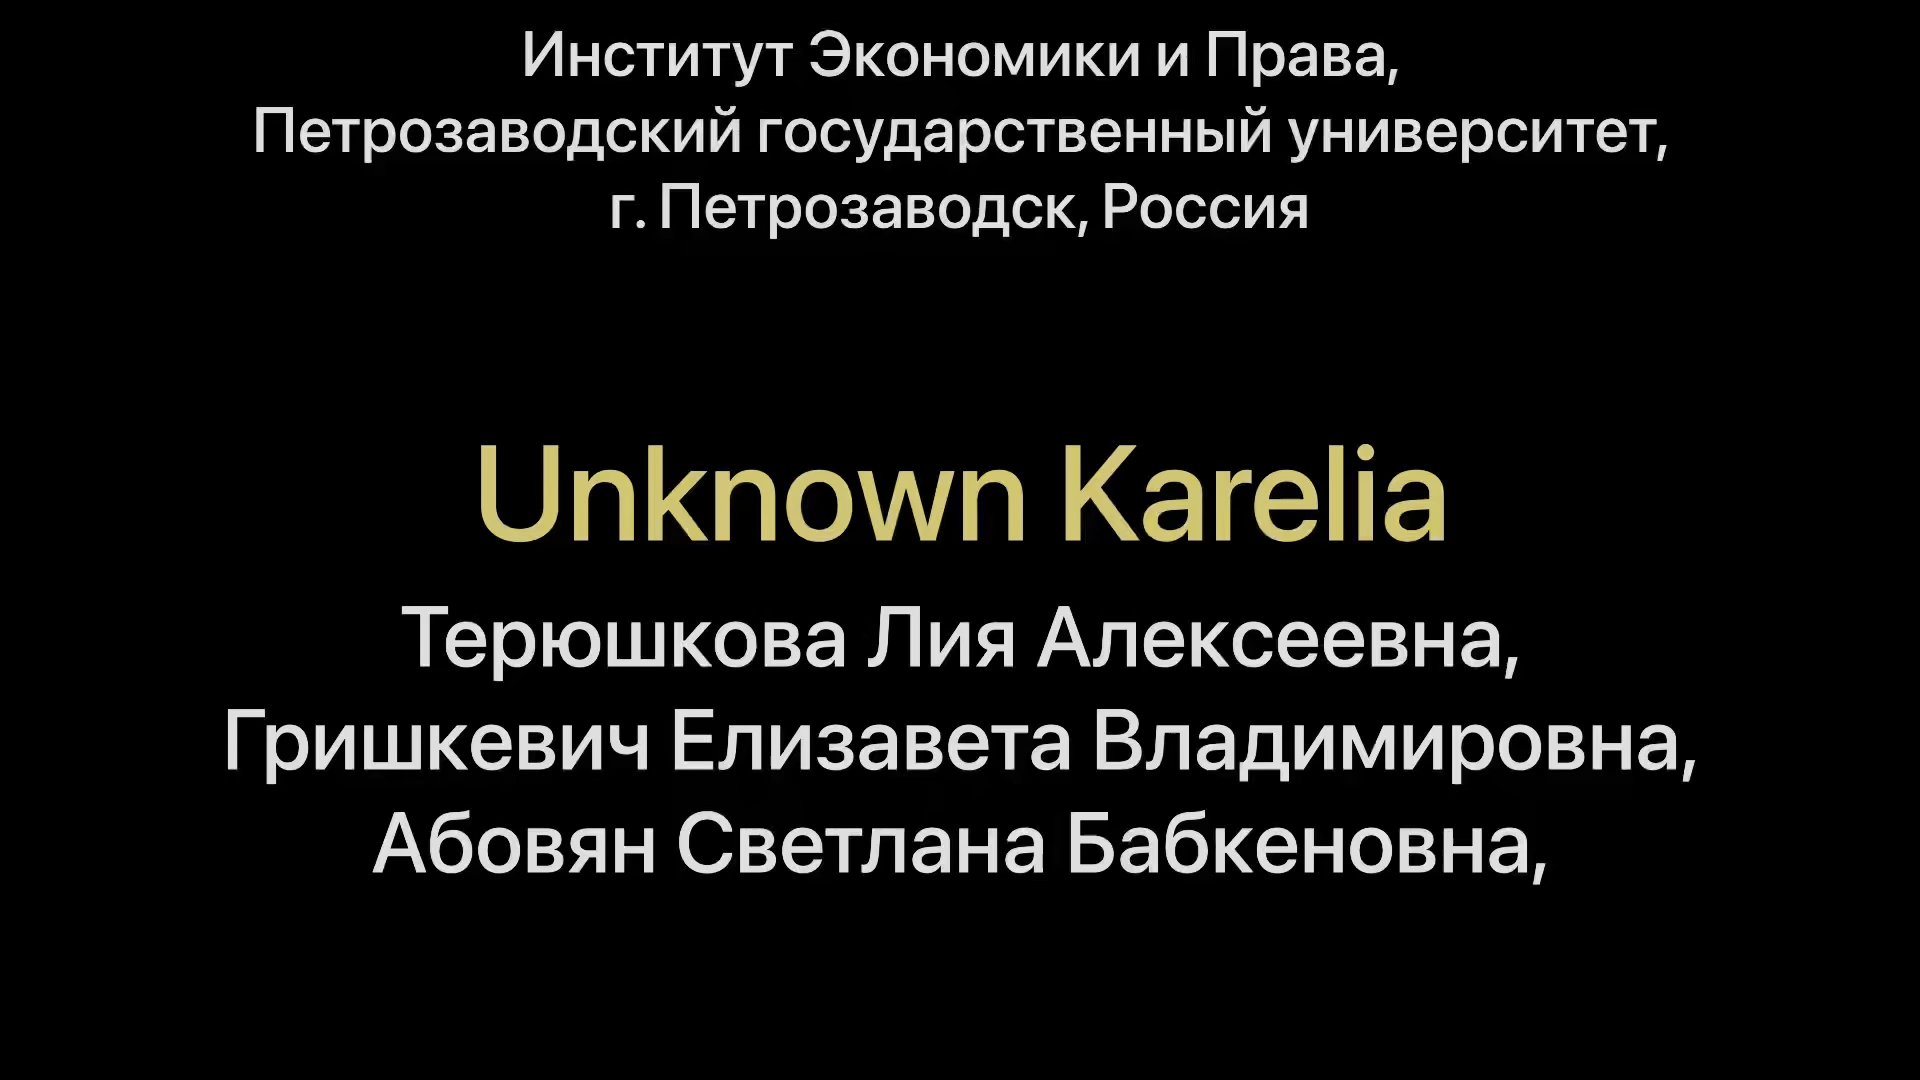 Институт Экономики и Права,
Петрозаводский государственный университет,
г. Петрозаводск, Россия
Unknown Karelia
Терюшкова Лия Алексеевна,
Гришкевич Елизавета Владимировна,
Абовян Светлана Бабкеновна,